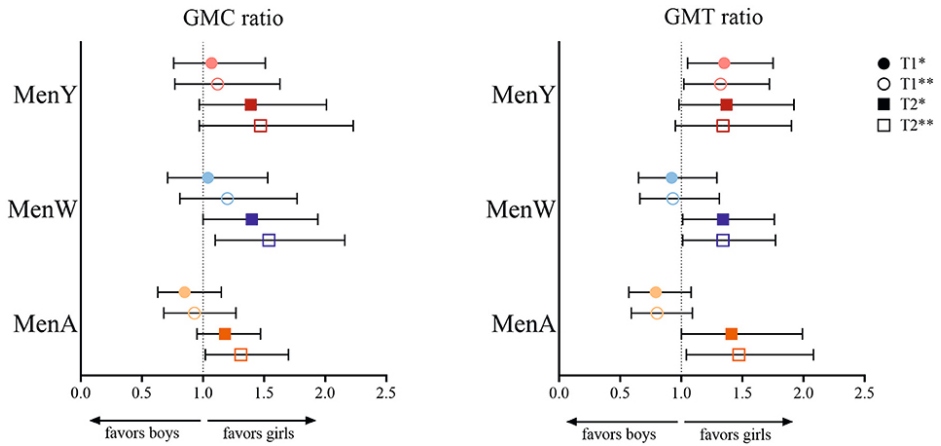 GMC ratio
MenY
MenW
MenA
0.0 0.5 1.0 1.5 2.0 2.5
favors boys favors girls
GMT ratio
MenY
MenW
MenA
0.0 0.5 1.0 1.5 2.0 2.5
favors boys favors girls
T1*
T1**
T2*
T2**